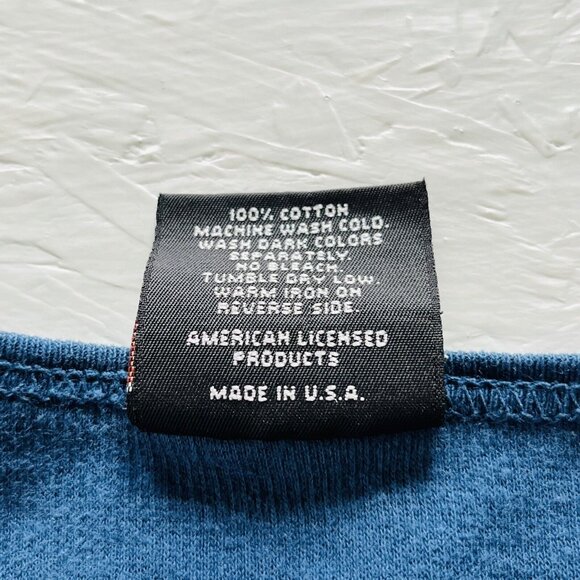 100% COTTON
MACHINE WASH COLD.
WASH DARK COLORS
SEPARATELY.
NO BLEACH.
TUMBLE DRY LOW.
WARM IRON ON
REVERSE SIDE.
AMERICAN LICENSED
PRODUCTS
MADE IN U.S.A.